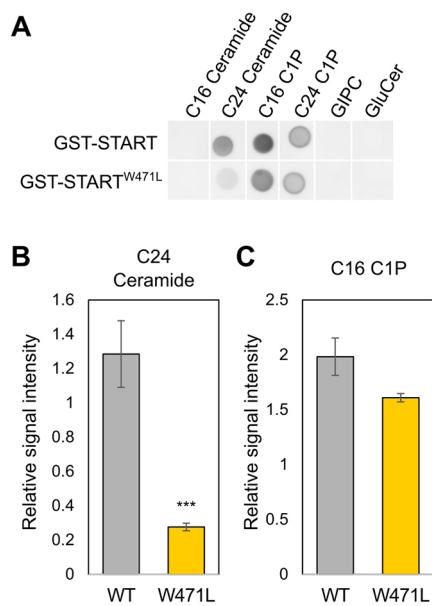 A
C16 Ceramide
C24 Ceramide
C16 C1P
C24 C1P
GIPC
GluCer
GST-START
GST-START^W471L
B
C24
Ceramide
Relative signal intensity
1.6
1.4
1.2
1
0.8
0.6
0.4
0.2
0
***
WT
W471L
C
C16 C1P
Relative signal intensity
2.5
2
1.5
1
0.5
0
WT
W471L